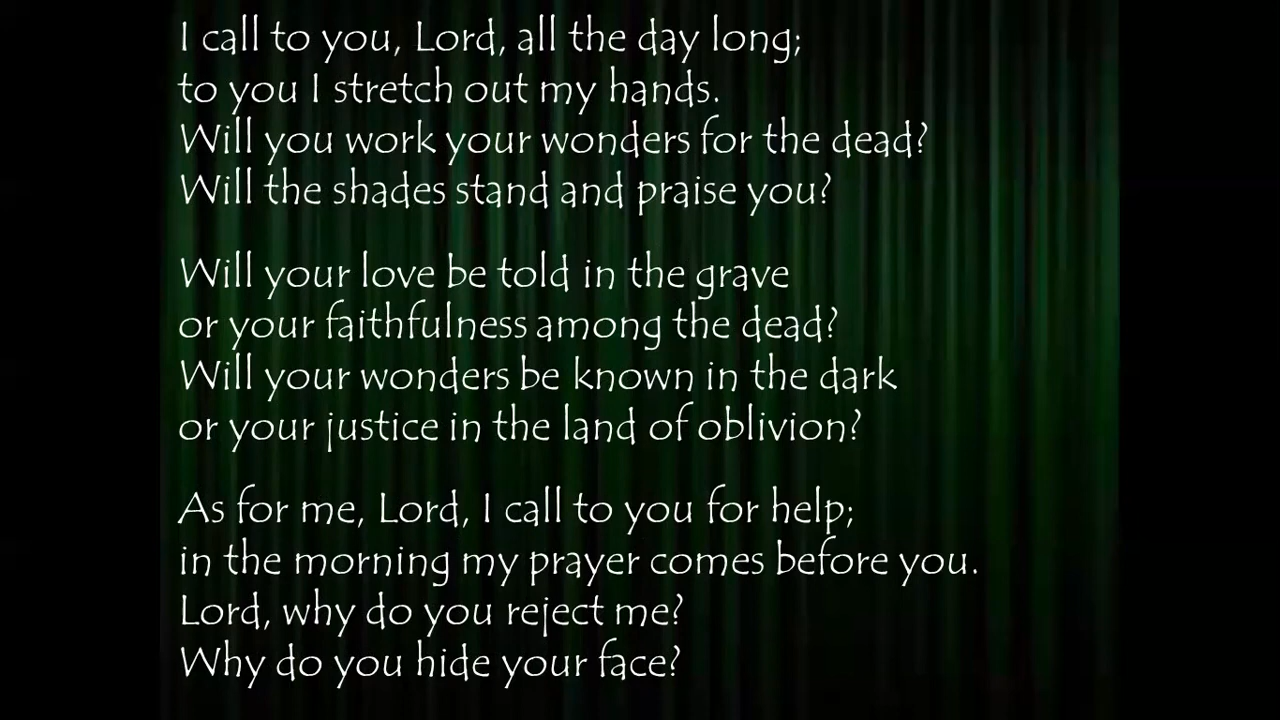 I call to you, Lord, all the day long;
to you I stretch out my hands.
Will you work your wonders for the dead?
Will the shades stand and praise you?
Will your love be told in the grave
or your faithfulness among the dead?
Will your wonders be known in the dark
or your justice in the land of oblivion?
As for me, Lord, I call to you for help;
in the morning my prayer comes before you.
Lord, why do you reject me?
Why do you hide your face?